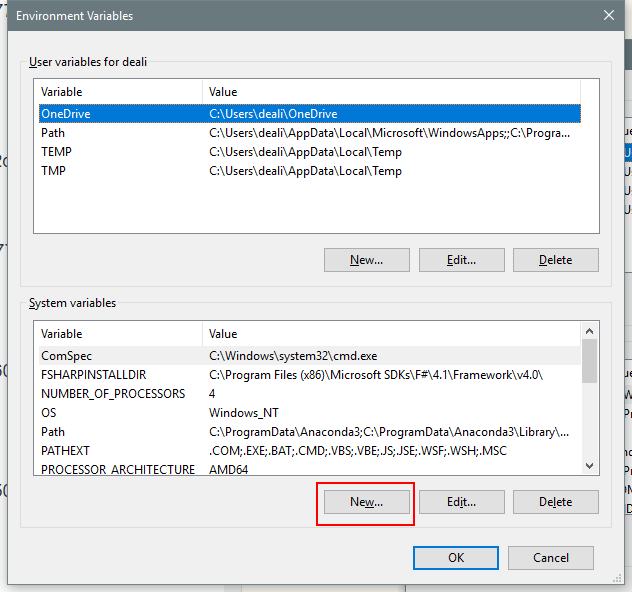 Environment Variables
User variables for deali
Variable Value
OneDrive C:\Users\deali\OneDrive
Path C:\Users\deali\AppData\Local\Microsoft\WindowsApps;;C:\Progra...
TEMP C:\Users\deali\AppData\Local\Temp
TMP C:\Users\deali\AppData\Local\Temp
New... Edit... Delete
System variables
Variable Value
ComSpec C:\Windows\system32\cmd.exe
FSHARPINSTALLDIR C:\Program Files (x86)\Microsoft SDKs\F#\4.1\Framework\v4.0\
NUMBER_OF_PROCESSORS 4
OS Windows_NT
Path C:\ProgramData\Anaconda3;C:\ProgramData\Anaconda3\Library\...
PATHEXT .COM;.EXE;.BAT;.CMD;.VBS;.VBE;.JS;.JSE;.WSF;.WSH;.MSC
PROCESSOR_ARCHITECTURE AMD64
New... Edit... Delete
OK Cancel